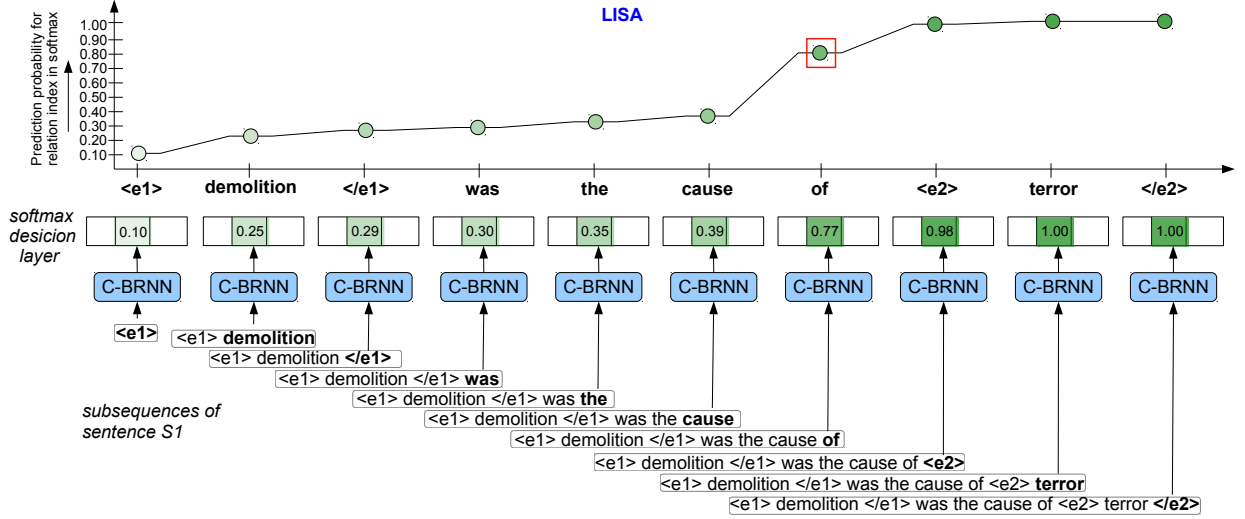 LISA
Prediction probability for
relation index in softmax
1.00
0.90
0.80
0.70
0.60
0.50
0.40
0.30
0.20
0.10
<e1> demolition </e1> was the cause of <e2> terror </e2>
softmax
desicion
layer
0.10 0.25 0.29 0.30 0.35 0.39 0.77 0.98 1.00 1.00
C-BRNN C-BRNN C-BRNN C-BRNN C-BRNN C-BRNN C-BRNN C-BRNN C-BRNN C-BRNN
<e1>
<e1> demolition
<e1> demolition </e1>
<e1> demolition </e1> was
<e1> demolition </e1> was the
<e1> demolition </e1> was the cause
<e1> demolition </e1> was the cause of
<e1> demolition </e1> was the cause of <e2>
<e1> demolition </e1> was the cause of <e2> terror
<e1> demolition </e1> was the cause of <e2> terror </e2>
subsequences of
sentence S1